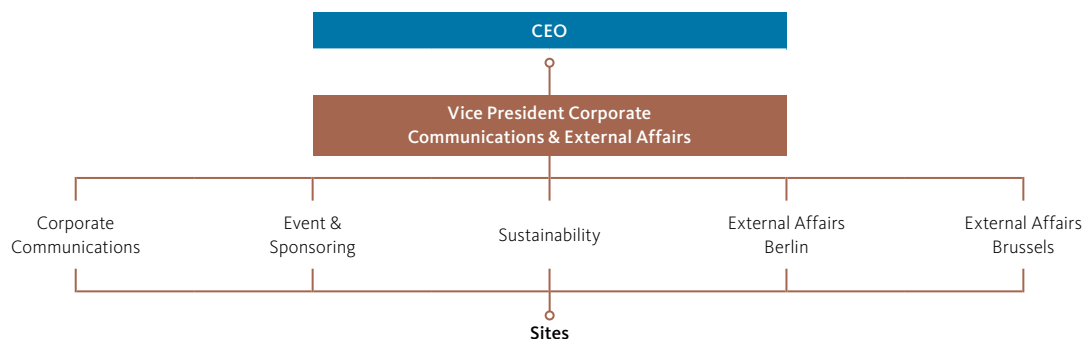 CEO
Vice President Corporate
Communications & External Affairs
Corporate
Communications
Event &
Sponsoring
Sustainability
External Affairs
Berlin
External Affairs
Brussels
Sites